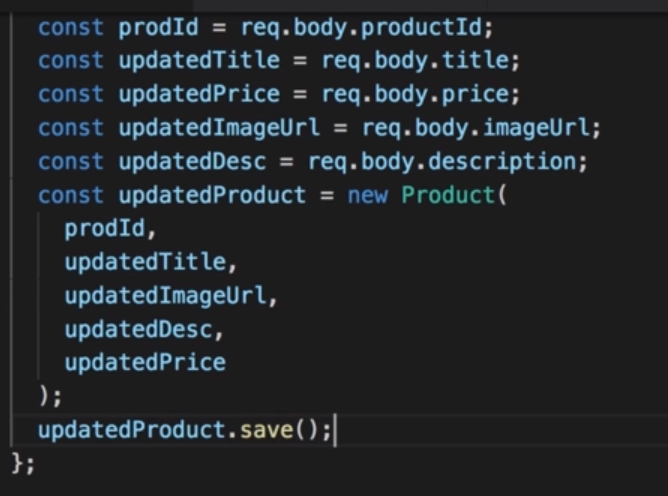 const prodId = req.body.productId;
const updatedTitle = req.body.title;
const updatedPrice = req.body.price;
const updatedImageUrl = req.body.imageUrl;
const updatedDesc = req.body.description;
const updatedProduct = new Product(
prodId,
updatedTitle,
updatedImageUrl,
updatedDesc,
updatedPrice
);
updatedProduct.save();
};